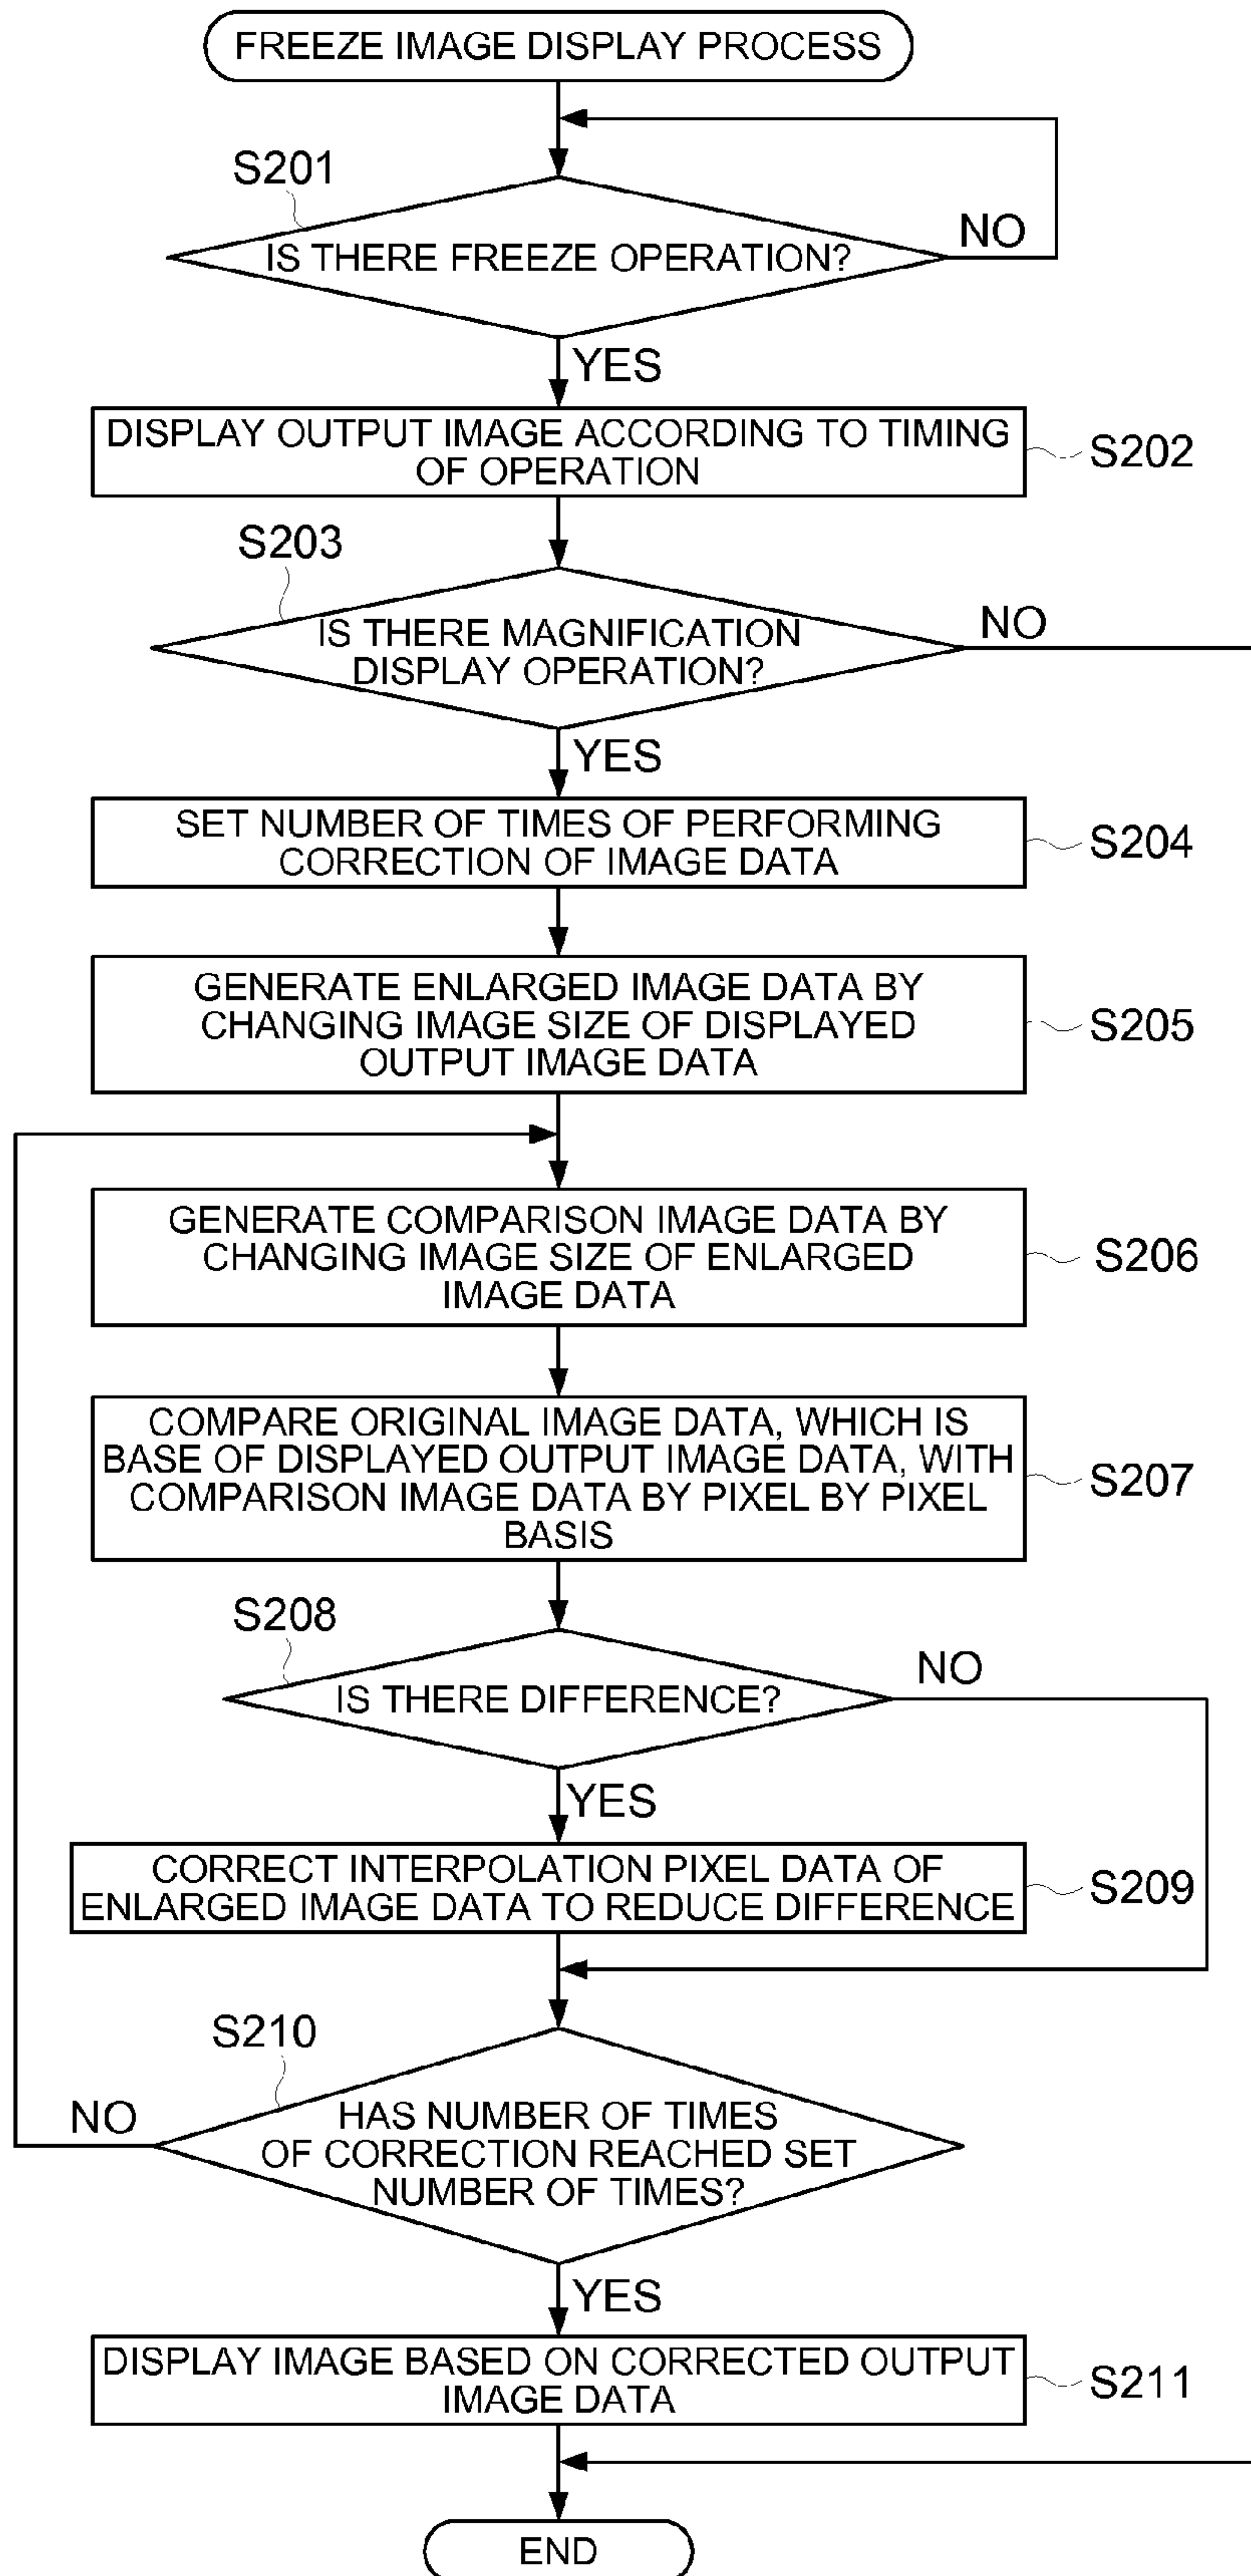 FREEZE IMAGE DISPLAY PROCESS
S201
IS THERE FREEZE OPERATION?
NO
YES
DISPLAY OUTPUT IMAGE ACCORDING TO TIMING
OF OPERATION
S202
S203
IS THERE MAGNIFICATION
DISPLAY OPERATION?
NO
YES
SET NUMBER OF TIMES OF PERFORMING
CORRECTION OF IMAGE DATA
S204
GENERATE ENLARGED IMAGE DATA BY
CHANGING IMAGE SIZE OF DISPLAYED
OUTPUT IMAGE DATA
S205
GENERATE COMPARISON IMAGE DATA BY
CHANGING IMAGE SIZE OF ENLARGED
IMAGE DATA
S206
COMPARE ORIGINAL IMAGE DATA, WHICH IS
BASE OF DISPLAYED OUTPUT IMAGE DATA, WITH
COMPARISON IMAGE DATA BY PIXEL BY PIXEL
BASIS
S207
S208
IS THERE DIFFERENCE?
NO
YES
CORRECT INTERPOLATION PIXEL DATA OF
ENLARGED IMAGE DATA TO REDUCE DIFFERENCE
S209
S210
HAS NUMBER OF TIMES
OF CORRECTION REACHED SET
NUMBER OF TIMES?
NO
YES
DISPLAY IMAGE BASED ON CORRECTED OUTPUT
IMAGE DATA
S211
END